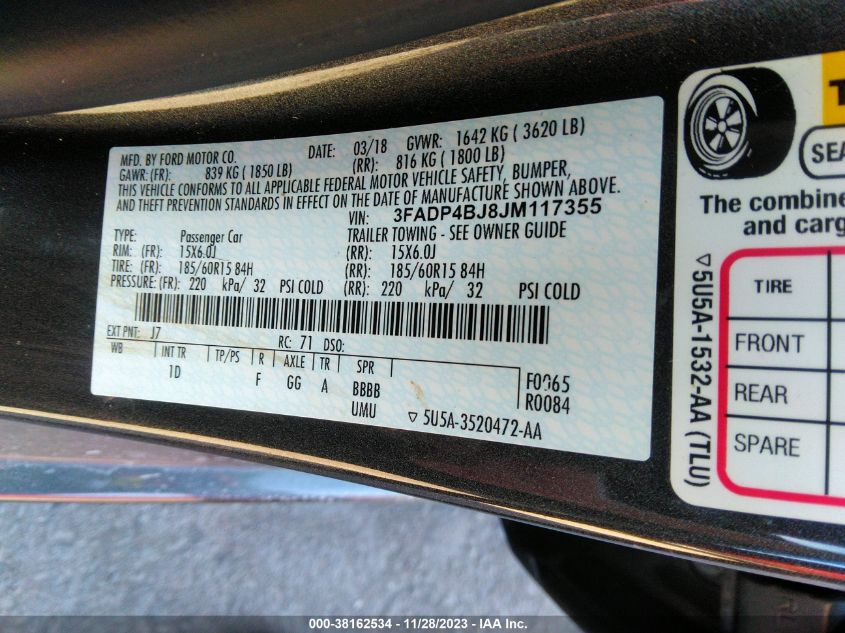 MFD. BY FORD MOTOR CO. DATE: 03/18 GVWR: 1642 KG ( 3620 LB)
GAWR: (FR): 839 KG ( 1850 LB) (RR): 816 KG ( 1800 LB)
THIS VEHICLE CONFORMS TO ALL APPLICABLE FEDERAL MOTOR VEHICLE SAFETY, BUMPER,
AND THEFT PREVENTION STANDARDS IN EFFECT ON THE DATE OF MANUFACTURE SHOWN ABOVE.
VIN: 3FADP4BJ8JM117355
TYPE: Passenger Car TRAILER TOWING - SEE OWNER GUIDE
RIM: (FR): 15X6.0J (RR): 15X6.0J
TIRE: (FR): 185/60R15 84H (RR): 185/60R15 84H
PRESSURE: (FR): 220 kPa/ 32 PSI COLD (RR): 220 kPa/ 32 PSI COLD
EXT PNT: J7 RC: 71 DSO:
WB INT TR TP/PS R AXLE TR SPR
1D F GG A BBBB
UMU
F0065
R0084
▽ 5U5A-3520472-AA
SEA
The combine
and carg
TIRE
FRONT
REAR
SPARE
▽5U5A-1532-AA (TLU)
000-38162534 — 11/28/2023 — IAA Inc.